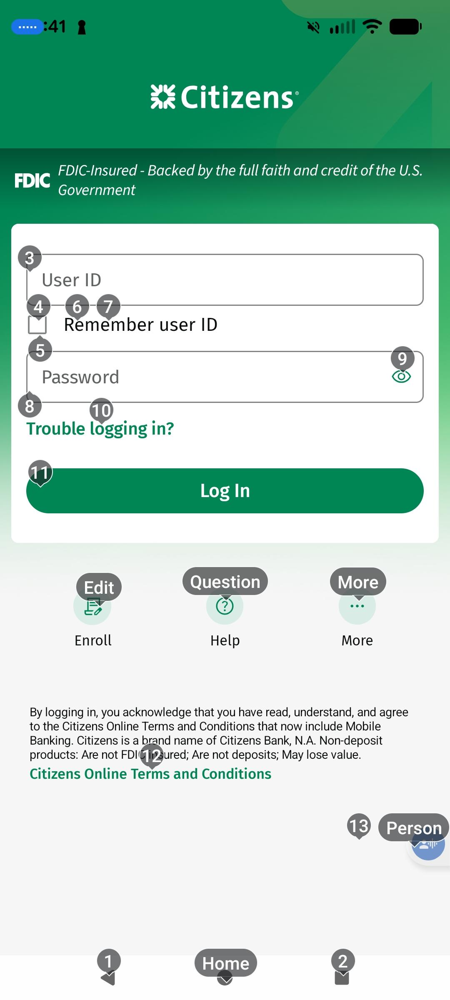 :41
Citizens®
FDIC
FDIC-Insured - Backed by the full faith and credit of the U.S.
Government
3
User ID
4 6 7
Remember user ID
5
9
Password
8
10
Trouble logging in?
11
Log In
Edit Question More
Enroll Help More
By logging in, you acknowledge that you have read, understand, and agree
to the Citizens Online Terms and Conditions that now include Mobile
Banking. Citizens is a brand name of Citizens Bank, N.A. Non-deposit
products: Are not FDIC insured; Are not deposits; May lose value.
12
Citizens Online Terms and Conditions
13 Person
1 Home 2